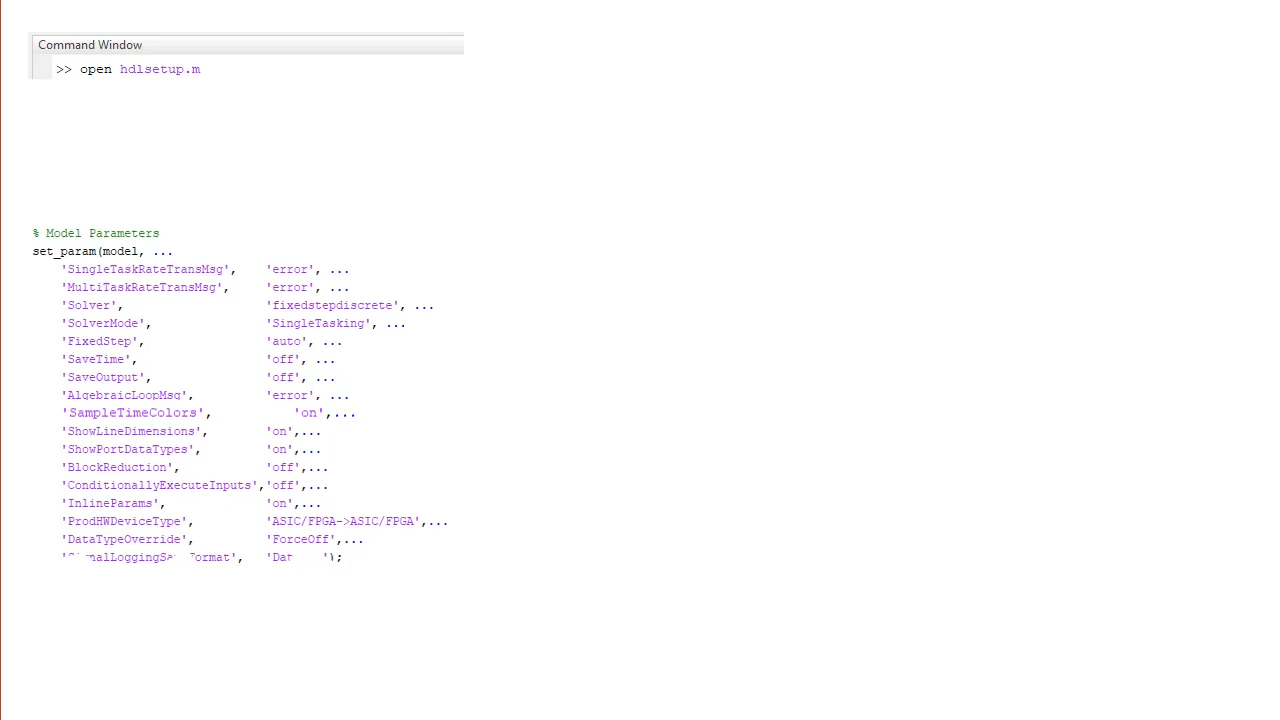 Command Window
>> open hdlsetup.m
% Model Parameters
set_param(model, ...
'SingleTaskRateTransMsg', 'error', ...
'MultiTaskRateTransMsg', 'error', ...
'Solver', 'fixedstepdiscrete', ...
'SolverMode', 'SingleTasking', ...
'FixedStep', 'auto', ...
'SaveTime', 'off', ...
'SaveOutput', 'off', ...
'AlgebraicLoopMsg', 'error', ...
'SampleTimeColors', 'on',...
'ShowLineDimensions', 'on',...
'ShowPortDataTypes', 'on',...
'BlockReduction', 'off',...
'ConditionallyExecuteInputs','off',...
'InlineParams', 'on',...
'ProdHWDeviceType', 'ASIC/FPGA->ASIC/FPGA',...
'DataTypeOverride', 'ForceOff',...
');